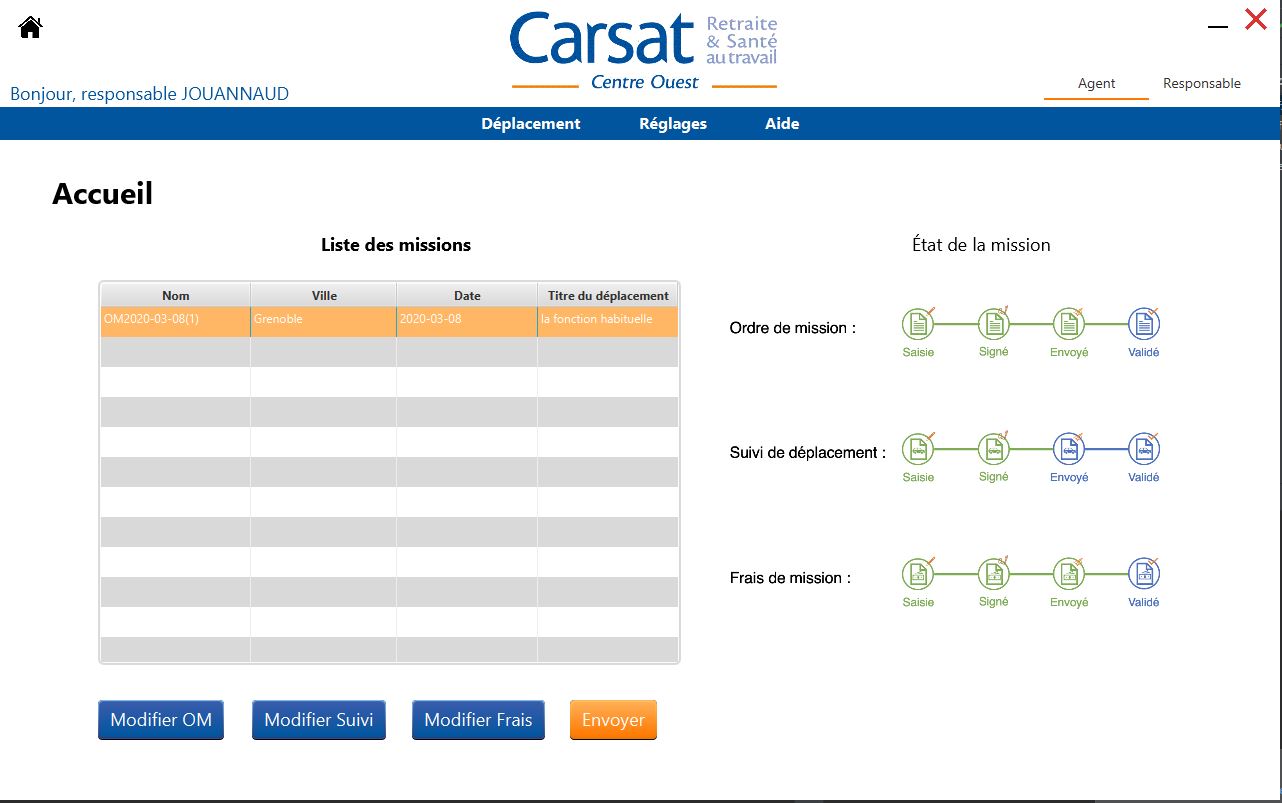 Carsat Retraite
& Santé
au travail
Centre Ouest
Bonjour, responsable JOUANNAUD
Agent Responsable
Déplacement Réglages Aide
Accueil
Liste des missions
État de la mission
Nom Ville Date Titre du déplacement
OM2020-03-08(1) Grenoble 2020-03-08 la fonction habituelle
Ordre de mission :
Saisie Signé Envoyé Validé
Suivi de déplacement :
Saisie Signé Envoyé Validé
Frais de mission :
Saisie Signé Envoyé Validé
Modifier OM Modifier Suivi Modifier Frais Envoyer